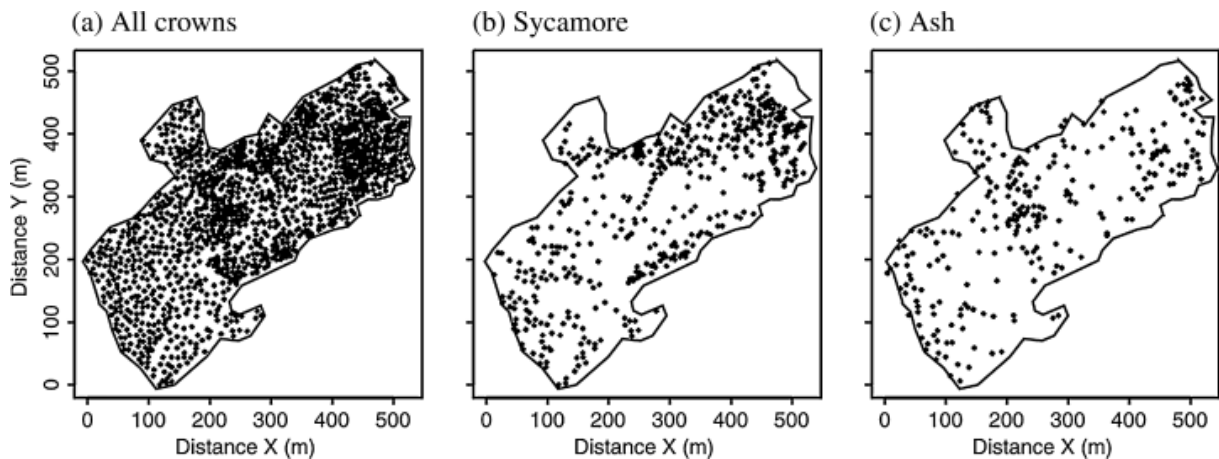 (a) All crowns
(b) Sycamore
(c) Ash
Distance Y (m)
500
400
300
200
100
0
0 100 200 300 400 500
0 100 200 300 400 500
0 100 200 300 400 500
Distance X (m)
Distance X (m)
Distance X (m)